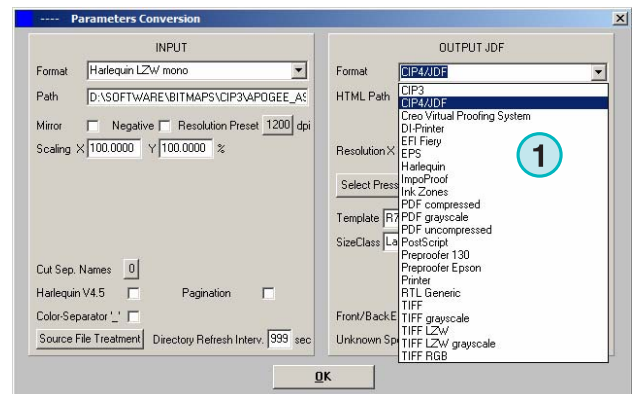 ---- Parameters Conversion
INPUT
Format Harlequin LZW mono
Path D:\SOFTWARE\BITMAPS\CIP3\APOGEE_AS
Mirror Negative Resolution Preset 1200 dpi
Scaling X 100.0000 Y 100.0000 %
Cut Sep. Names 0
Harlequin V4.5 Pagination
Color-Separator '_'
Source File Treatment Directory Refresh Interv. 999 sec
OUTPUT JDF
Format CIP4/JDF
HTML Path
Resolution X
Select Press
Template R7
SizeClass La
Front/Back E
Unknown Sp
CIP3
CIP4/JDF
Creo Virtual Proofing System
DI-Printer
EFI Fiery
EPS
Harlequin
ImpoProof
Ink Zones
PDF compressed
PDF grayscale
PDF uncompressed
PostScript
Preproofer 130
Preproofer Epson
Printer
RTL Generic
TIFF
TIFF grayscale
TIFF LZW
TIFF LZW grayscale
TIFF RGB
1
OK